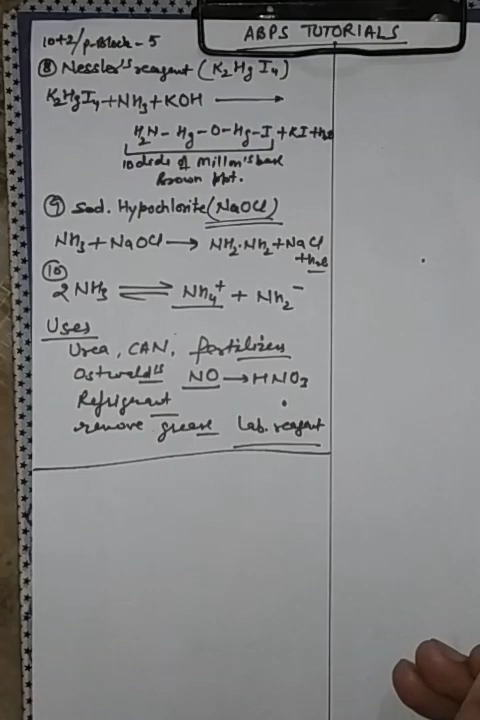 ABPS TUTORIALS
10+2/p-Block-5
⑧ Nessler's reagent (K₂HgI₄)
K₂HgI₄+NH₃+KOH ⟶
H₂N-Hg-O-Hg-I+KI+H₂O
Iodide of Millon's base
Brown ppt.
⑨ Sod. Hypochlorite (NaOCl)
NH₃+NaOCl⟶NH₂·NH₂+NaCl
+H₂O
⑩
2NH₃ ⇌ NH₄⁺ + NH₂⁻
Uses
Urea, CAN, fertilizers
Ostwald's NO⟶HNO₃
Refrigrant
remove grease Lab. reagent